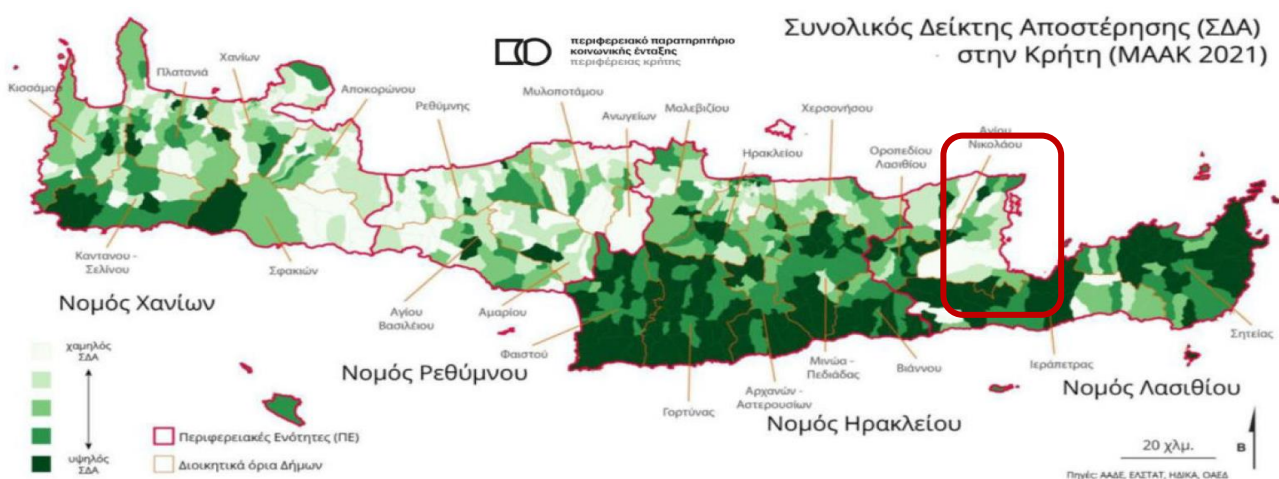 Συνολικός Δείκτης Αποστέρησης (ΣΔΑ)
στην Κρήτη (ΜΑΑΚ 2021)
περιφερειακό παρατηρητήριο
κοινωνικής ένταξης
περιφέρειας κρήτης
Κισσάμου
Πλατανιά
Χανίων
Αποκορώνου
Ρεθύμνης
Μυλοποτάμου
Ανωγείων
Μαλεβιζίου
Ηρακλείου
Χερσονήσου
Οροπεδίου
Λασιθίου
Αγίου
Νικολάου
Καντανου -
Σελίνου
Σφακιών
Αγίου
Βασιλείου
Αμαρίου
Φαιστού
Γορτύνας
Αρχανών -
Αστερουσίων
Μινώα -
Πεδιάδας
Βιάννου
Ιεράπετρας
Σητείας
Νομός Χανίων
Νομός Ρεθύμνου
Νομός Ηρακλείου
Νομός Λασιθίου
χαμηλός
ΣΔΑ
υψηλός
ΣΔΑ
Περιφερειακές Ενότητες (ΠΕ)
Διοικητικά όρια Δήμων
20 χλμ.
Β
Πηγές: ΑΑΔΕ, ΕΛΣΤΑΤ, ΗΔΙΚΑ, ΟΑΕΔ